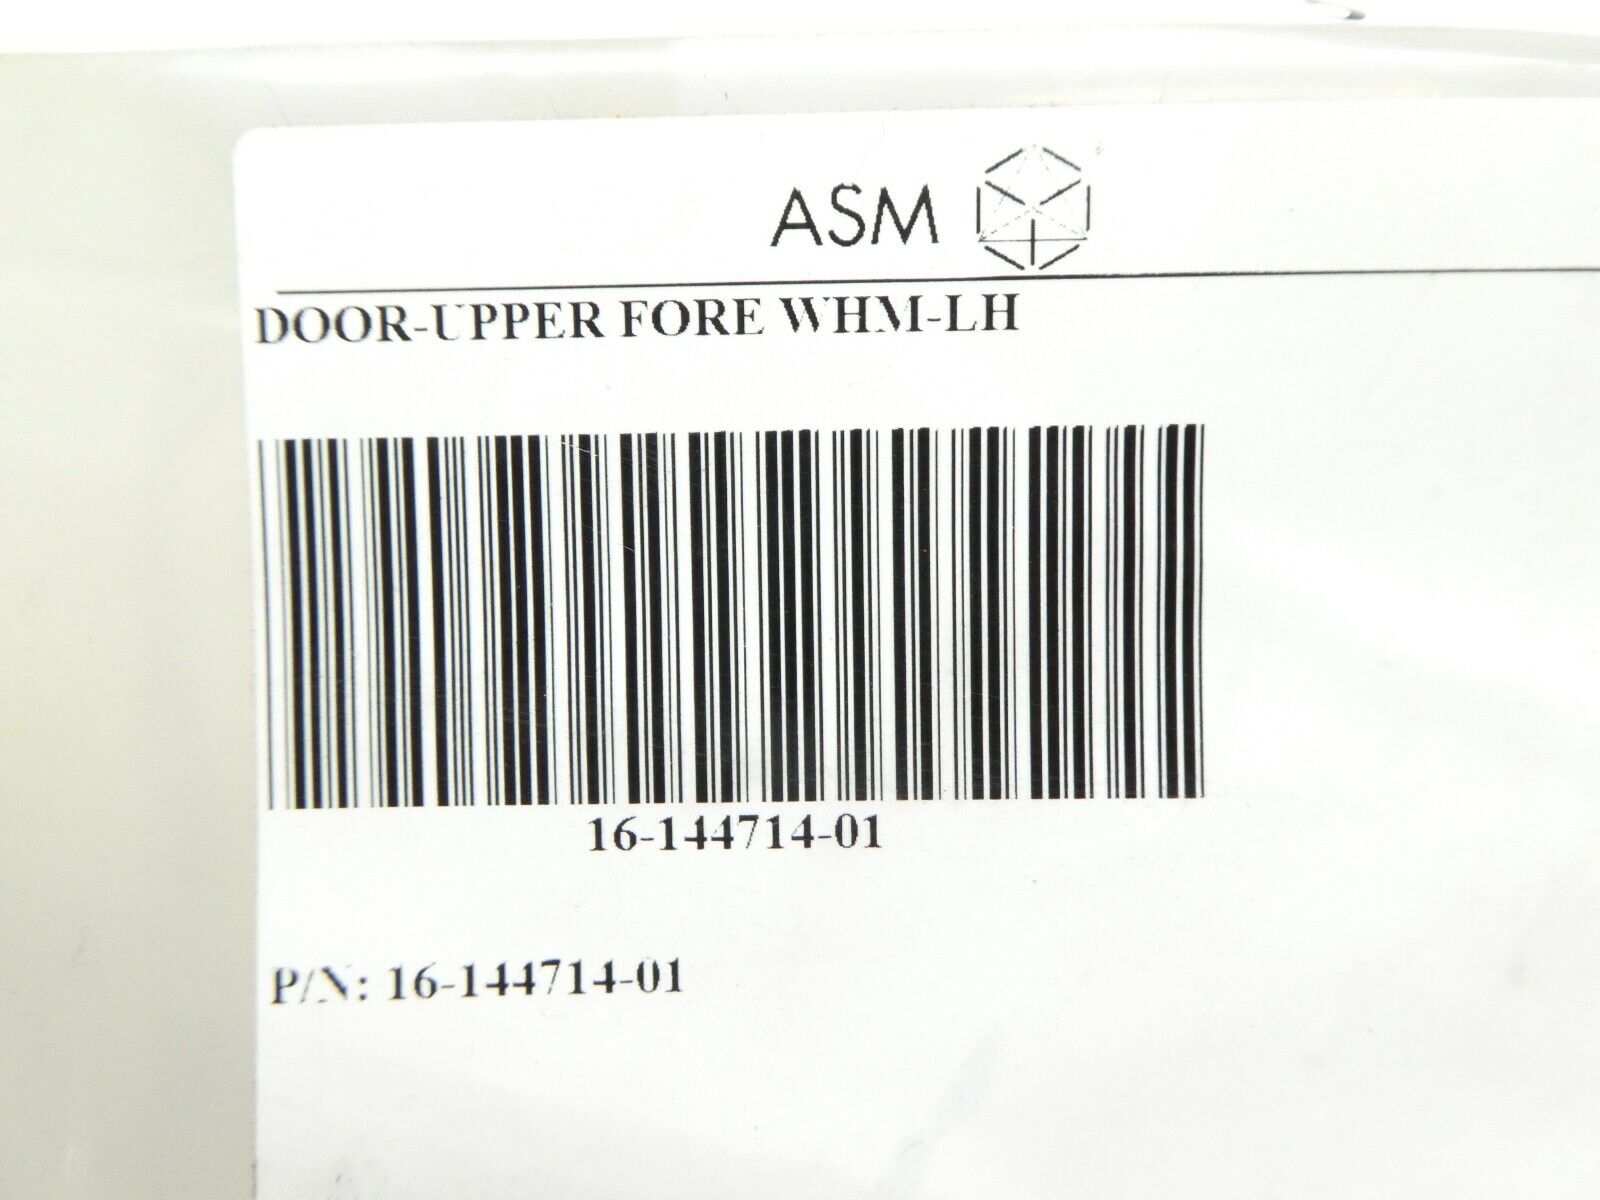 ASM
DOOR-UPPER FORE WHM-LH
16-144714-01
P/N: 16-144714-01